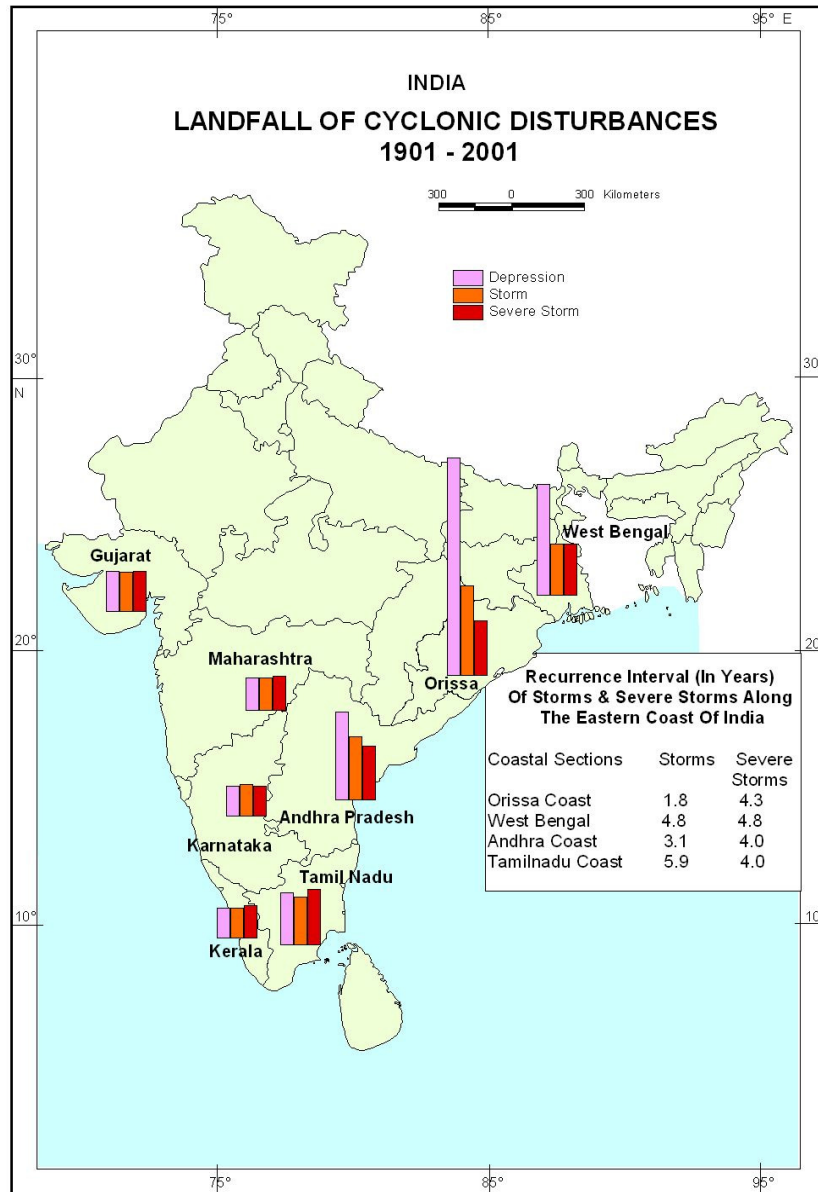 75°
85°
95° E
INDIA
LANDFALL OF CYCLONIC DISTURBANCES
1901 - 2001
300 0 300 Kilometers
Depression
Storm
Severe Storm
30°
N
30°
West Bengal
Gujarat
20°
20°
Maharashtra
Orissa
Recurrence Interval (In Years)
Of Storms & Severe Storms Along
The Eastern Coast Of India
Coastal Sections Storms Severe
Storms
Orissa Coast 1.8 4.3
West Bengal 4.8 4.8
Andhra Coast 3.1 4.0
Tamilnadu Coast 5.9 4.0
Andhra Pradesh
Karnataka
Tamil Nadu
10°
10°
Kerala
75°
85°
95°